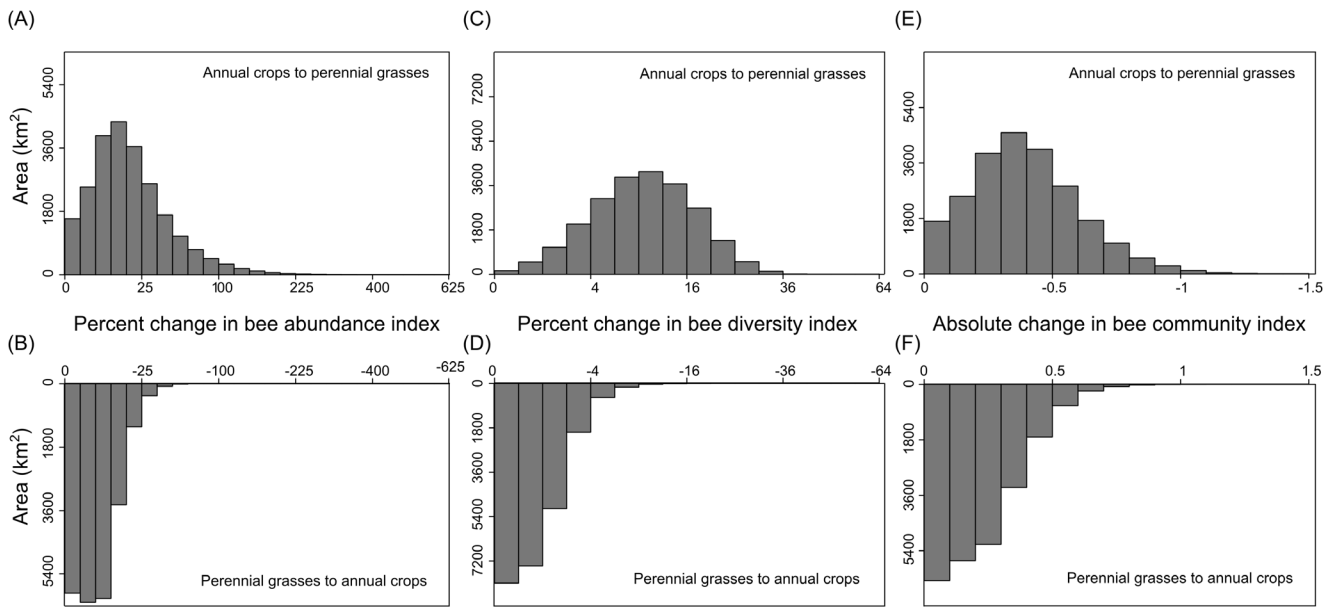 (A)
Annual crops to perennial grasses
Area (km²)
5400
3600
1800
0
0 25 100 225 400 625
Percent change in bee abundance index
(B)
0 -25 -100 -225 -400 -625
Area (km²)
0
1800
3600
5400
Perennial grasses to annual crops
(C)
Annual crops to perennial grasses
7200
5400
3600
1800
0
0 4 16 36 64
Percent change in bee diversity index
(D)
0 -4 -16 -36 -64
0
1800
3600
5400
7200
Perennial grasses to annual crops
(E)
Annual crops to perennial grasses
5400
3600
1800
0
0 -0.5 -1 -1.5
Absolute change in bee community index
(F)
0 0.5 1 1.5
0
1800
3600
5400
Perennial grasses to annual crops